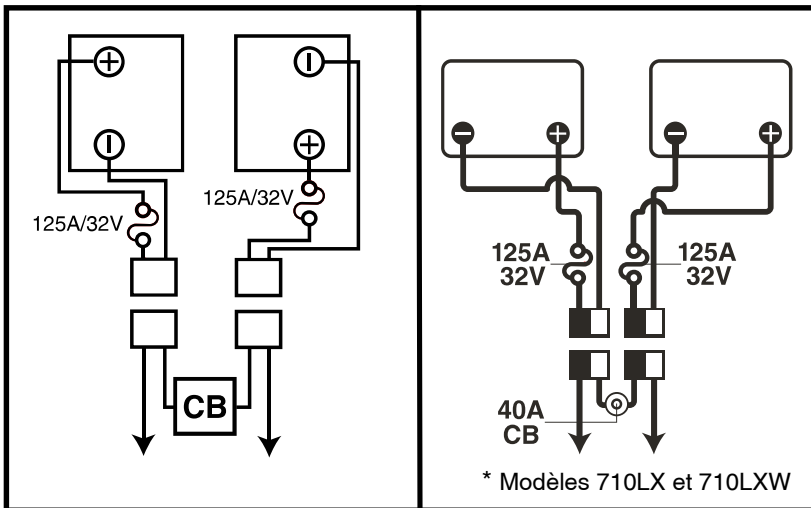 125A/32V
125A/32V
CB
125A
32V
125A
32V
40A
CB
* Modèles 710LX et 710LXW